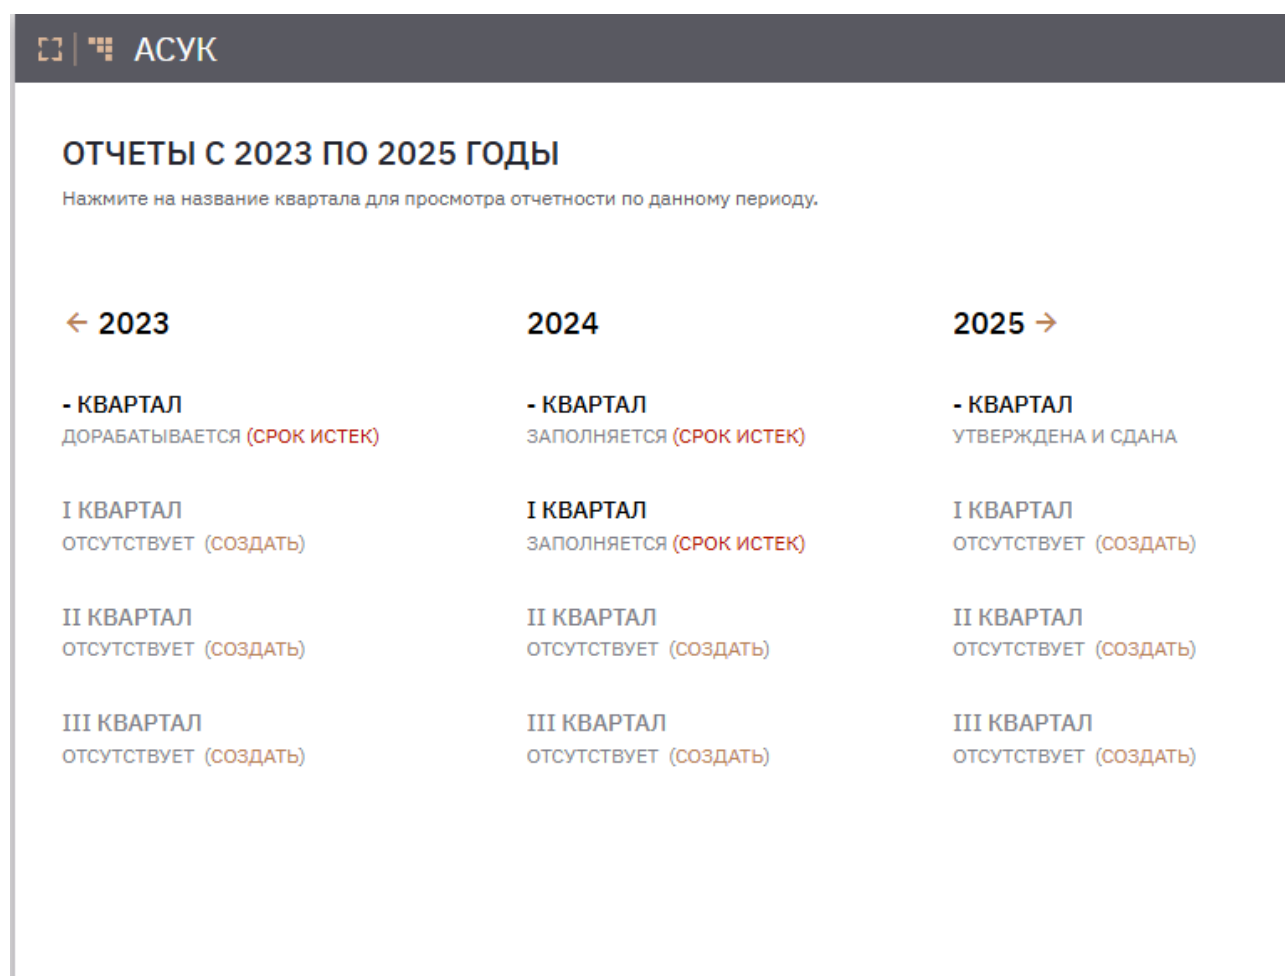 АСУК
ОТЧЕТЫ С 2023 ПО 2025 ГОДЫ
Нажмите на название квартала для просмотра отчетности по данному периоду.
← 2023
2024
2025 →
- КВАРТАЛ
- КВАРТАЛ
- КВАРТАЛ
ДОРАБАТЫВАЕТСЯ (СРОК ИСТЕК)
ЗАПОЛНЯЕТСЯ (СРОК ИСТЕК)
УТВЕРЖДЕНА И СДАНА
I КВАРТАЛ
I КВАРТАЛ
I КВАРТАЛ
ОТСУТСТВУЕТ (СОЗДАТЬ)
ЗАПОЛНЯЕТСЯ (СРОК ИСТЕК)
ОТСУТСТВУЕТ (СОЗДАТЬ)
II КВАРТАЛ
II КВАРТАЛ
II КВАРТАЛ
ОТСУТСТВУЕТ (СОЗДАТЬ)
ОТСУТСТВУЕТ (СОЗДАТЬ)
ОТСУТСТВУЕТ (СОЗДАТЬ)
III КВАРТАЛ
III КВАРТАЛ
III КВАРТАЛ
ОТСУТСТВУЕТ (СОЗДАТЬ)
ОТСУТСТВУЕТ (СОЗДАТЬ)
ОТСУТСТВУЕТ (СОЗДАТЬ)